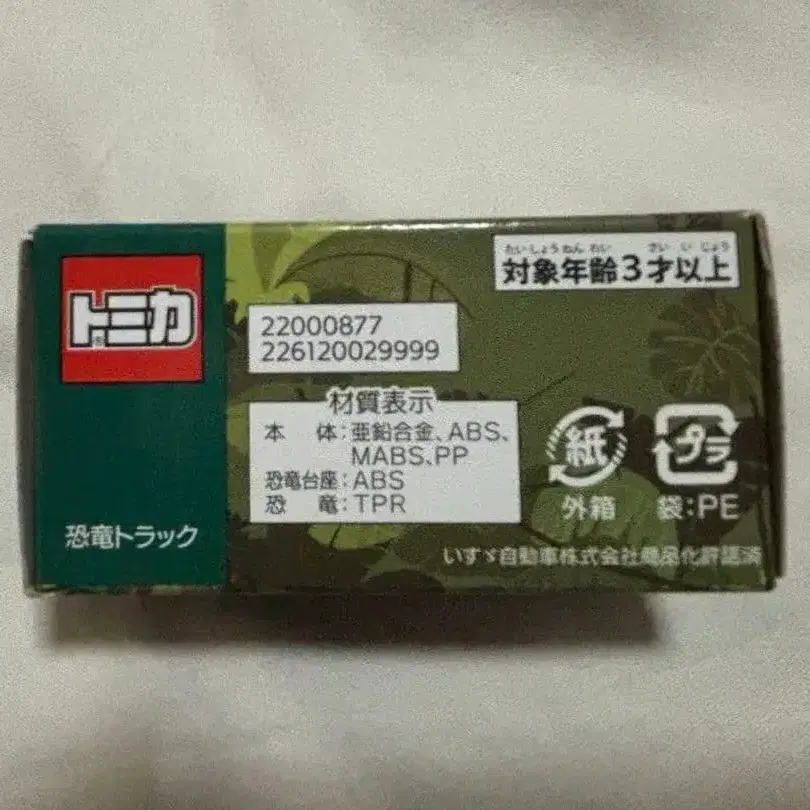 トミカ
®
恐竜トラック
22000877
226120029999
材質表示
本　体：亜鉛合金、ABS、
MABS、PP
恐竜台座：ABS
恐　竜：TPR
たいしょうねんれい　さいいじょう
対象年齢3才以上
紙
外箱
プラ
袋：PE
いすゞ自動車株式会社商品化許諾済